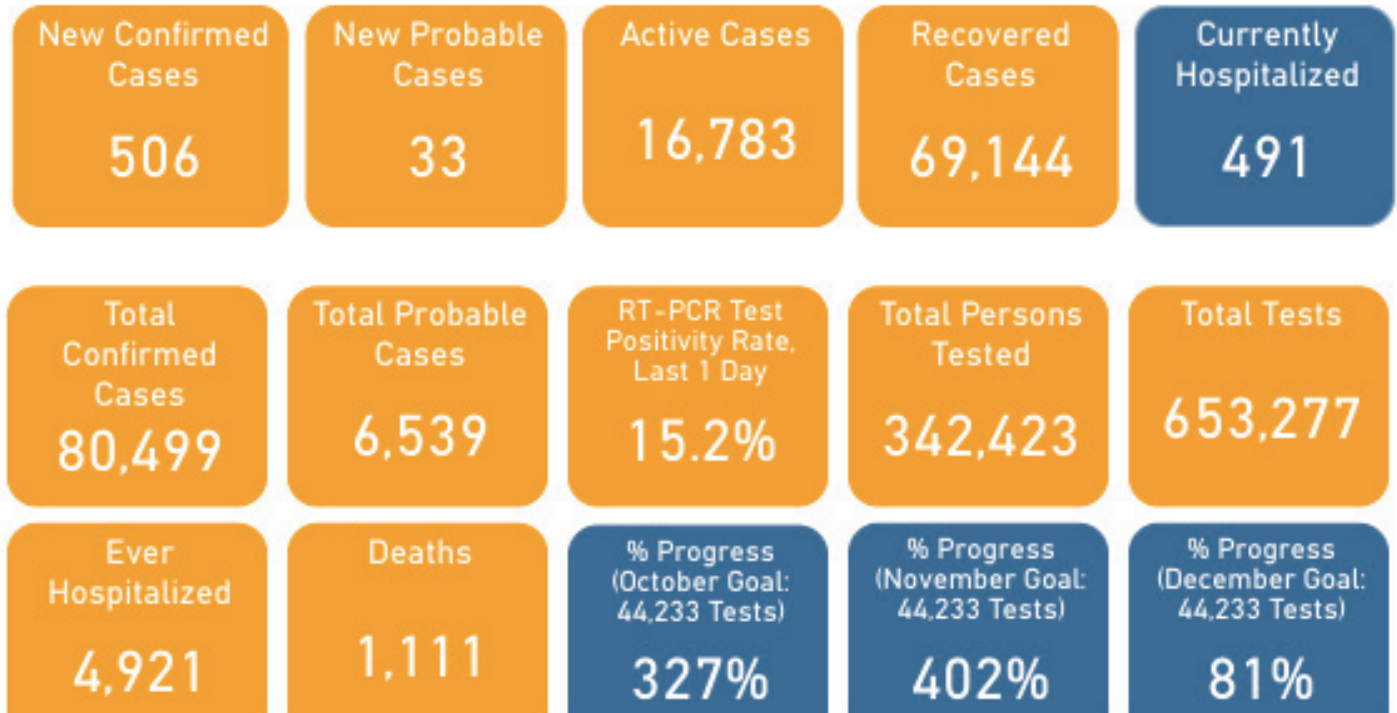 New Confirmed
Cases
506
New Probable
Cases
33
Active Cases
16,783
Recovered
Cases
69,144
Currently
Hospitalized
491
Total
Confirmed
Cases
80,499
Total Probable
Cases
6,539
RT-PCR Test
Positivity Rate,
Last 1 Day
15.2%
Total Persons
Tested
342,423
Total Tests
653,277
Ever
Hospitalized
4,921
Deaths
1,111
% Progress
(October Goal:
44,233 Tests)
327%
% Progress
(November Goal:
44,233 Tests)
402%
% Progress
(December Goal:
44,233 Tests)
81%